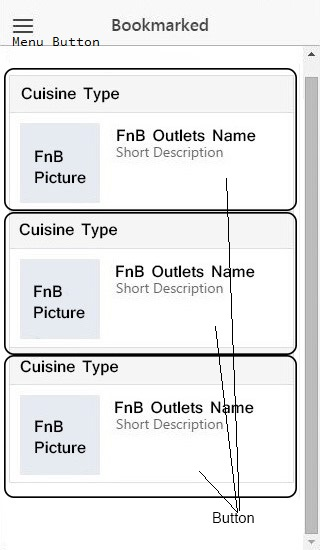 Bookmarked
Menu Button
Cuisine Type
FnB Outlets Name
Short Description
FnB
Picture
Cuisine Type
FnB Outlets Name
Short Description
FnB
Picture
Cuisine Type
FnB Outlets Name
Short Description
FnB
Picture
Button